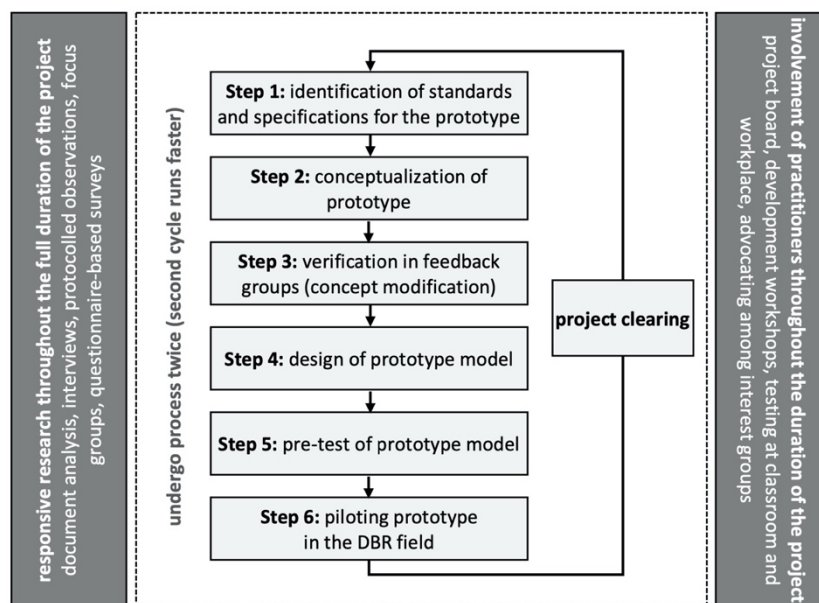 responsive research throughout the full duration of the project
document analysis, interviews, protocolled observations, focus
groups, questionnaire-based surveys
undergo process twice (second cycle runs faster)
Step 1: identification of standards
and specifications for the prototype
Step 2: conceptualization of
prototype
Step 3: verification in feedback
groups (concept modification)
Step 4: design of prototype model
Step 5: pre-test of prototype model
Step 6: piloting prototype
in the DBR field
project clearing
involvement of practitioners throughout the duration of the project
project board, development workshops, testing at classroom and
workplace, advocating among interest groups